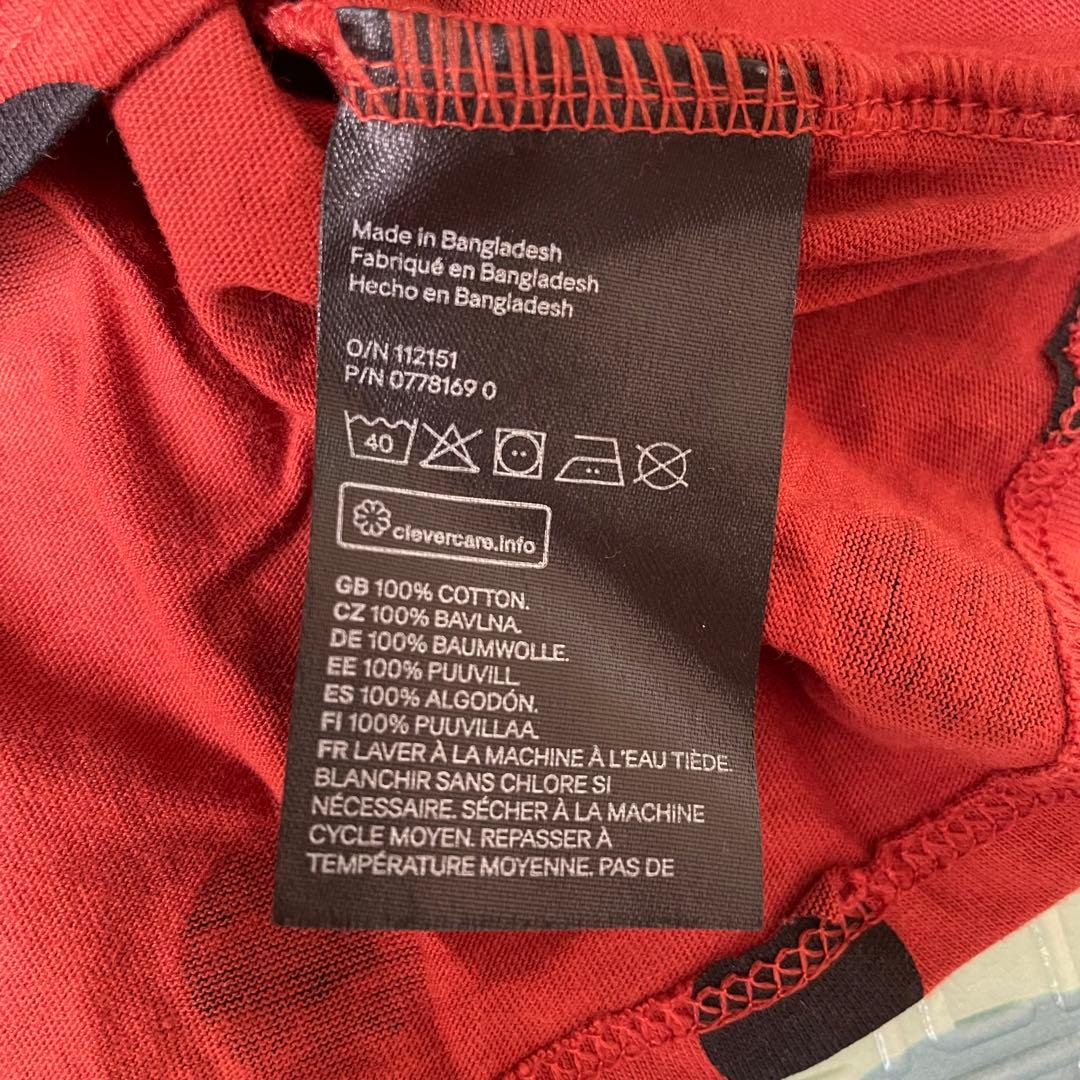 Made in Bangladesh
Fabriqué en Bangladesh
Hecho en Bangladesh
O/N 112151
P/N 0778169 0
40
clevercare.info
GB 100% COTTON.
CZ 100% BAVLNA.
DE 100% BAUMWOLLE.
EE 100% PUUVILL.
ES 100% ALGODÓN.
FI 100% PUUVILLAA.
FR LAVER À LA MACHINE À L'EAU TIÈDE.
BLANCHIR SANS CHLORE SI
NÉCESSAIRE. SÉCHER À LA MACHINE
CYCLE MOYEN. REPASSER À
TEMPÉRATURE MOYENNE. PAS DE